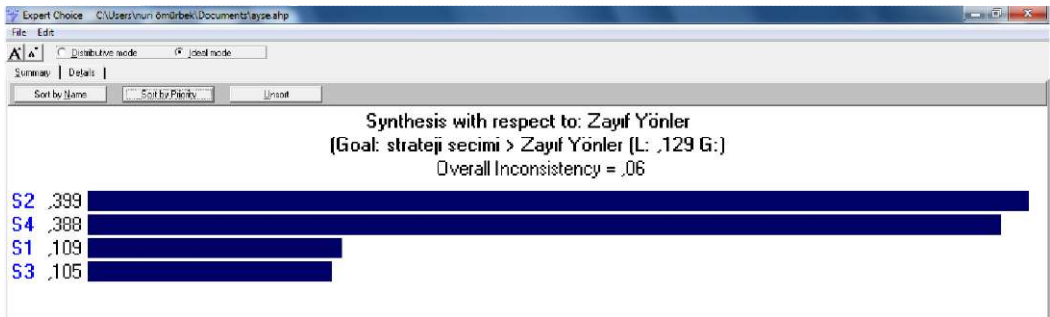 Expert Choice C:\Users\nuri ömürbek\Documents\ayse.ahp
File Edit
A A Distributive mode Ideal mode
Summary Details
Sort by Name Sort by Priority Unsort
Synthesis with respect to: Zayıf Yönler
(Goal: strateji secimi > Zayıf Yönler (L: ,129 G:)
Overall Inconsistency = ,06
S2 ,399
S4 ,388
S1 ,109
S3 ,105